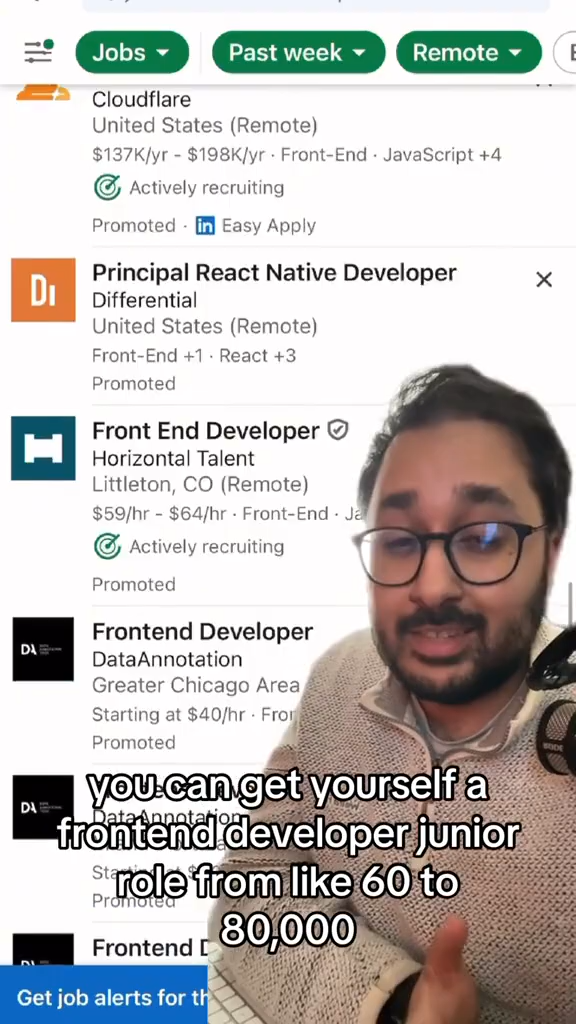 Jobs
Past week
Remote
Cloudflare
United States (Remote)
$137K/yr - $198K/yr · Front-End · JavaScript +4
Actively recruiting
Promoted · in Easy Apply
Principal React Native Developer
Differential
United States (Remote)
Front-End +1 · React +3
Promoted
Front End Developer
Horizontal Talent
Littleton, CO (Remote)
$59/hr - $64/hr · Front-End ·
Actively recruiting
Promoted
Frontend Developer
DataAnnotation
Greater Chicago Area
Starting at $40/hr ·
Promoted
DataAnnotation
Promoted
Frontend
you can get yourself a
frontend developer junior
role from like 60 to
80,000
Get job alerts for
RODE